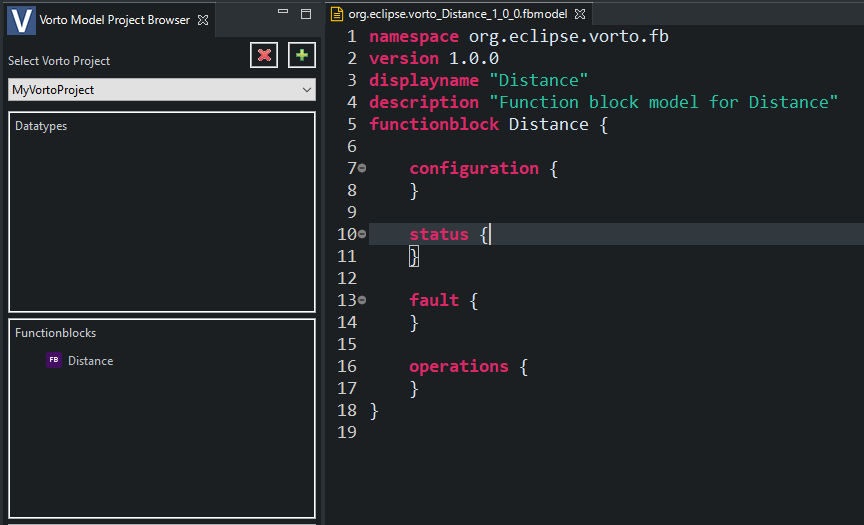 V Vorto Model Project Browser
Select Vorto Project
MyVortoProject
Datatypes
Functionblocks
FB Distance
org.eclipse.vorto_Distance_1_0_0.fbmodel
1 namespace org.eclipse.vorto.fb
2 version 1.0.0
3 displayname "Distance"
4 description "Function block model for Distance"
5 functionblock Distance {
6
7 configuration {
8 }
9
10 status {
11 }
12
13 fault {
14 }
15
16 operations {
17 }
18 }
19